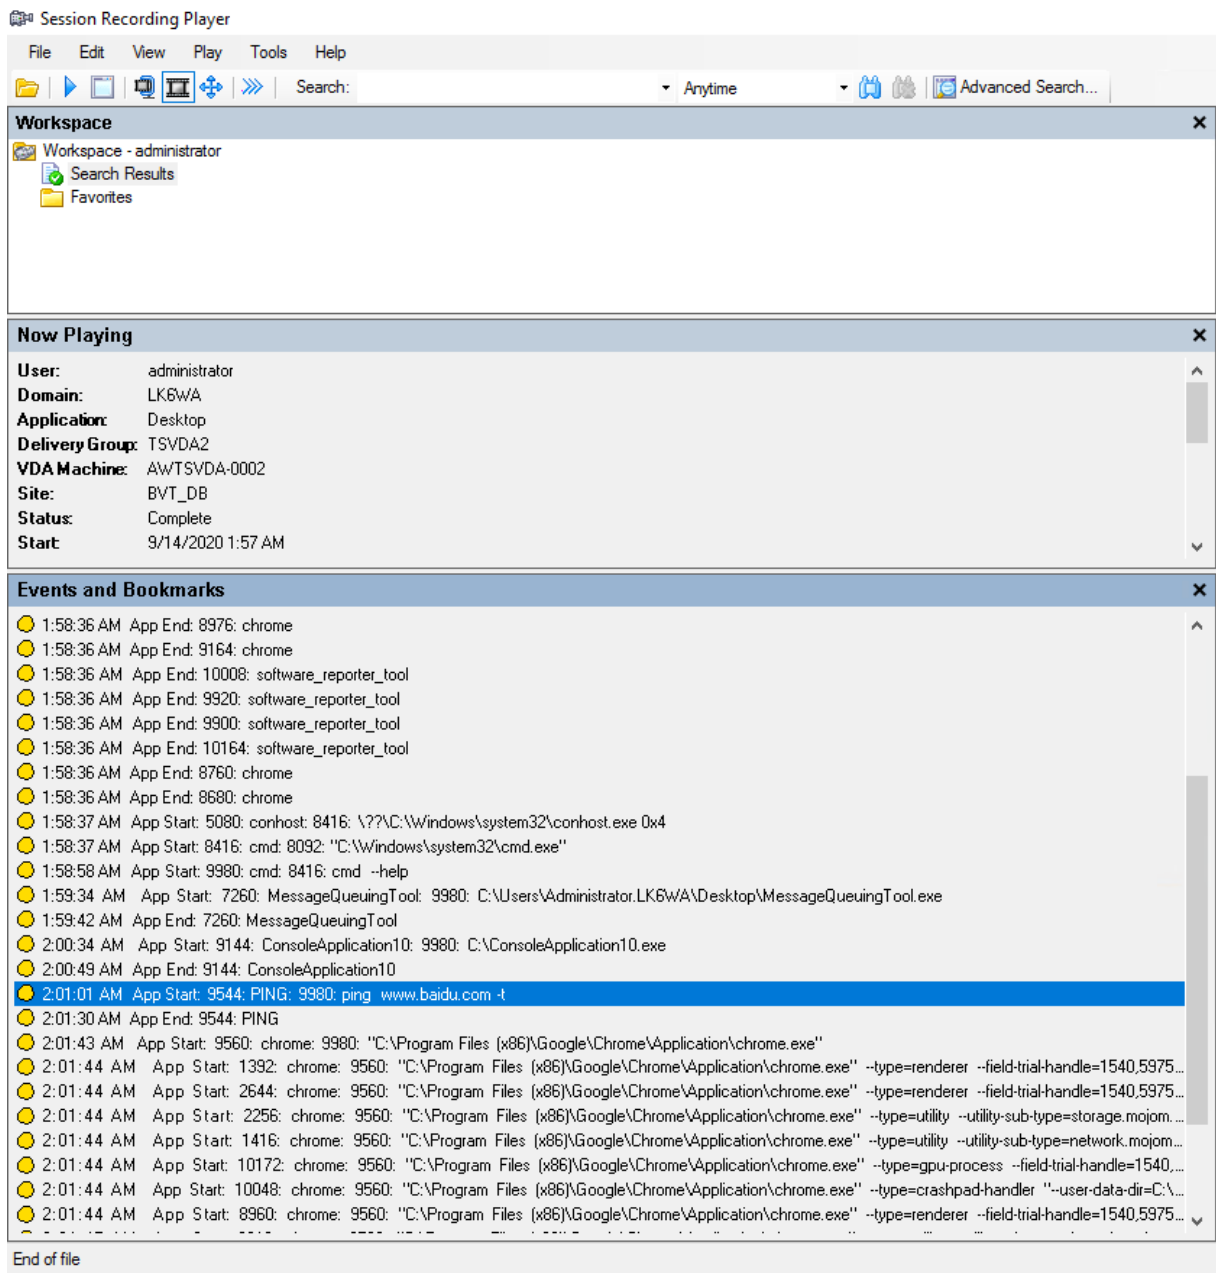 Session Recording Player
File Edit View Play Tools Help
Search: Anytime Advanced Search...
Workspace
Workspace - administrator
Search Results
Favorites
Now Playing
User: administrator
Domain: LK6WA
Application: Desktop
Delivery Group: TSVDA2
VDA Machine: AWTSVDA-0002
Site: BVT_DB
Status: Complete
Start: 9/14/2020 1:57 AM
Events and Bookmarks
1:58:36 AM App End: 8976: chrome
1:58:36 AM App End: 9164: chrome
1:58:36 AM App End: 10008: software_reporter_tool
1:58:36 AM App End: 9920: software_reporter_tool
1:58:36 AM App End: 9900: software_reporter_tool
1:58:36 AM App End: 10164: software_reporter_tool
1:58:36 AM App End: 8760: chrome
1:58:36 AM App End: 8680: chrome
1:58:37 AM App Start: 5080: conhost: 8416: \??\C:\Windows\system32\conhost.exe 0x4
1:58:37 AM App Start: 8416: cmd: 8092: "C:\Windows\system32\cmd.exe"
1:58:58 AM App Start: 9980: cmd: 8416: cmd --help
1:59:34 AM App Start: 7260: MessageQueuingTool: 9980: C:\Users\Administrator.LK6WA\Desktop\MessageQueuingTool.exe
1:59:42 AM App End: 7260: MessageQueuingTool
2:00:34 AM App Start: 9144: ConsoleApplication10: 9980: C:\ConsoleApplication10.exe
2:00:49 AM App End: 9144: ConsoleApplication10
2:01:01 AM App Start: 9544: PING: 9980: ping www.baidu.com -t
2:01:30 AM App End: 9544: PING
2:01:43 AM App Start: 9560: chrome: 9980: "C:\Program Files (x86)\Google\Chrome\Application\chrome.exe"
2:01:44 AM App Start: 1392: chrome: 9560: "C:\Program Files (x86)\Google\Chrome\Application\chrome.exe" --type=renderer --field-trial-handle=1540,5975...
2:01:44 AM App Start: 2644: chrome: 9560: "C:\Program Files (x86)\Google\Chrome\Application\chrome.exe" --type=renderer --field-trial-handle=1540,5975...
2:01:44 AM App Start: 2256: chrome: 9560: "C:\Program Files (x86)\Google\Chrome\Application\chrome.exe" --type=utility --utility-sub-type=storage.mojom....
2:01:44 AM App Start: 1416: chrome: 9560: "C:\Program Files (x86)\Google\Chrome\Application\chrome.exe" --type=utility --utility-sub-type=network.mojom...
2:01:44 AM App Start: 10172: chrome: 9560: "C:\Program Files (x86)\Google\Chrome\Application\chrome.exe" --type=gpu-process --field-trial-handle=1540,...
2:01:44 AM App Start: 10048: chrome: 9560: "C:\Program Files (x86)\Google\Chrome\Application\chrome.exe" --type=crashpad-handler "--user-data-dir=C:\...
2:01:44 AM App Start: 8960: chrome: 9560: "C:\Program Files (x86)\Google\Chrome\Application\chrome.exe" --type=renderer --field-trial-handle=1540,5975...
End of file